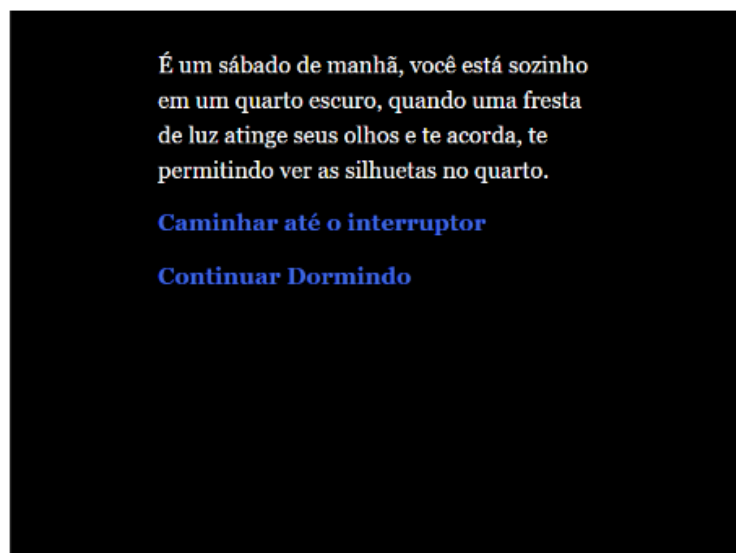 É um sábado de manhã, você está sozinho
em um quarto escuro, quando uma fresta
de luz atinge seus olhos e te acorda, te
permitindo ver as silhuetas no quarto.
Caminhar até o interruptor
Continuar Dormindo